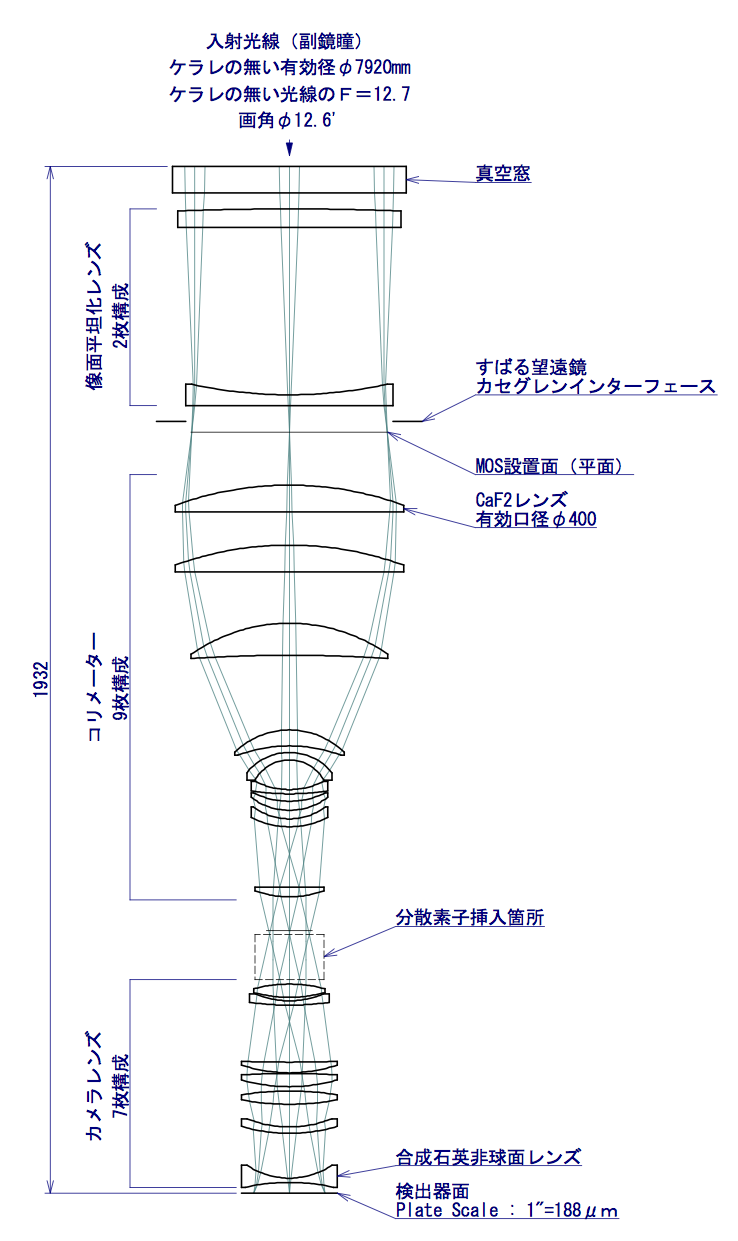 入射光線（副鏡瞳）
ケラレの無い有効径φ7920mm
ケラレの無い光線のＦ＝12.7
画角φ12.6'
真空窓
像面平坦化レンズ
2枚構成
すばる望遠鏡
カセグレンインターフェース
MOS設置面（平面）
CaF2レンズ
有効口径φ400
1932
コリメーター
9枚構成
分散素子挿入箇所
カメラレンズ
7枚構成
合成石英非球面レンズ
検出器面
Plate Scale : 1"=188μm